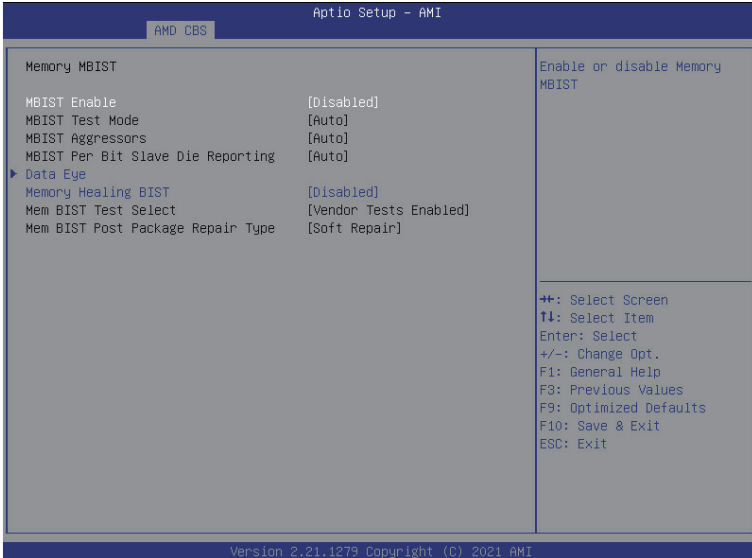 Aptio Setup – AMI
AMD CBS
Memory MBIST
MBIST Enable [Disabled]
MBIST Test Mode [Auto]
MBIST Aggressors [Auto]
MBIST Per Bit Slave Die Reporting [Auto]
Data Eye
Memory Healing BIST [Disabled]
Mem BIST Test Select [Vendor Tests Enabled]
Mem BIST Post Package Repair Type [Soft Repair]
Enable or disable Memory
MBIST
→←: Select Screen
↑↓: Select Item
Enter: Select
+/-: Change Opt.
F1: General Help
F3: Previous Values
F9: Optimized Defaults
F10: Save & Exit
ESC: Exit
Version 2.21.1279 Copyright (C) 2021 AMI